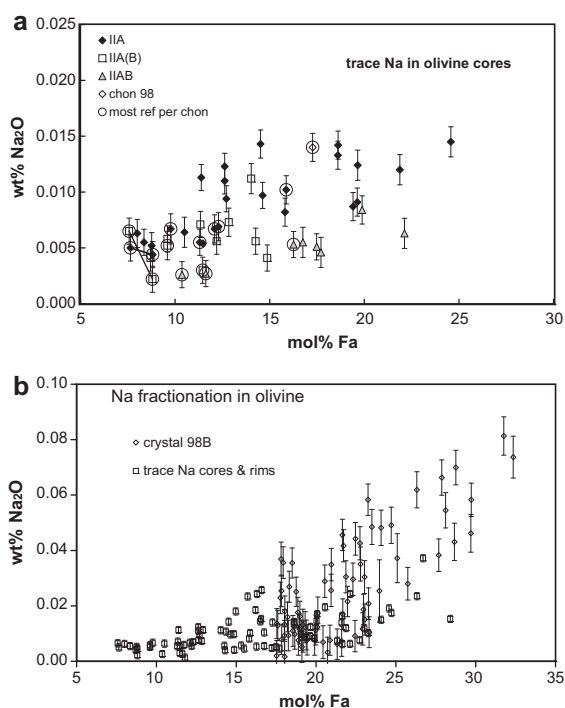 a
0.025
0.020
0.015
0.010
0.005
0.000
wt% Na2O
IIA
IIA(B)
IIAB
chon 98
most ref per chon
trace Na in olivine cores
5 10 15 20 25 30
mol% Fa
b
0.10
0.08
0.06
0.04
0.02
0.00
wt% Na2O
Na fractionation in olivine
crystal 98B
trace Na cores & rims
5 10 15 20 25 30 35
mol% Fa